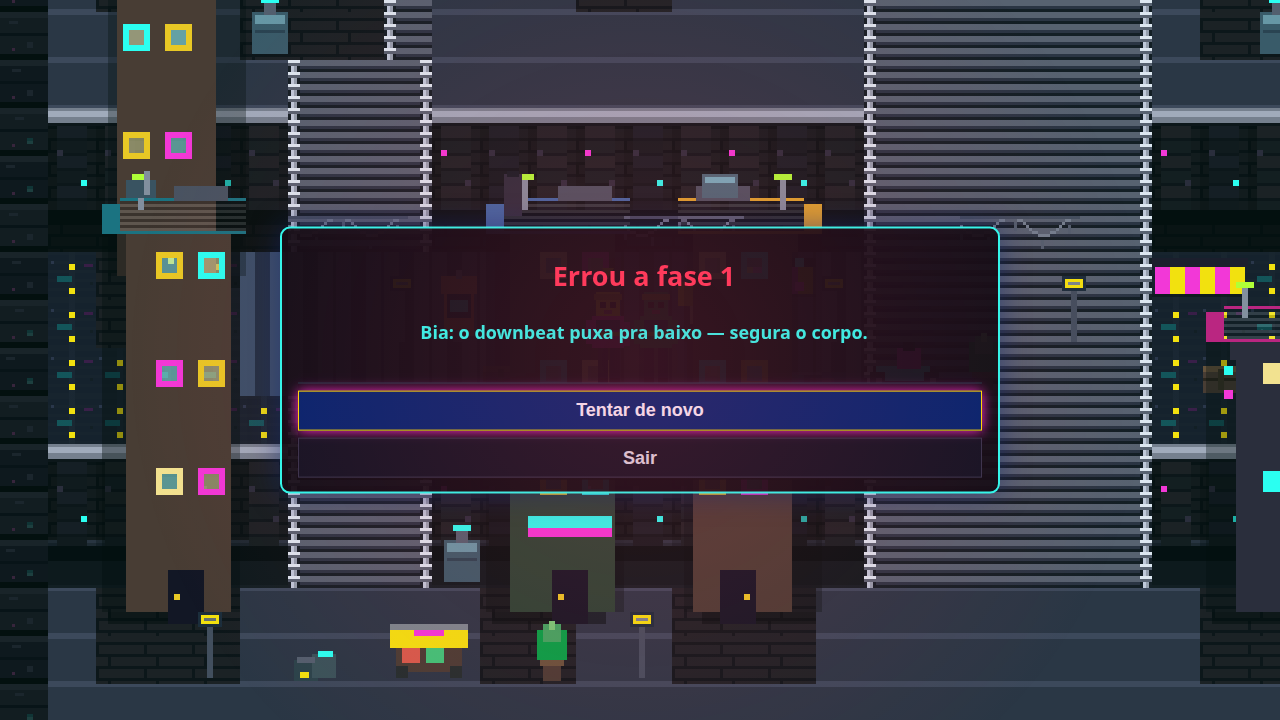 Errou a fase 1
Bia: o downbeat puxa pra baixo — segura o corpo.
Tentar de novo
Sair